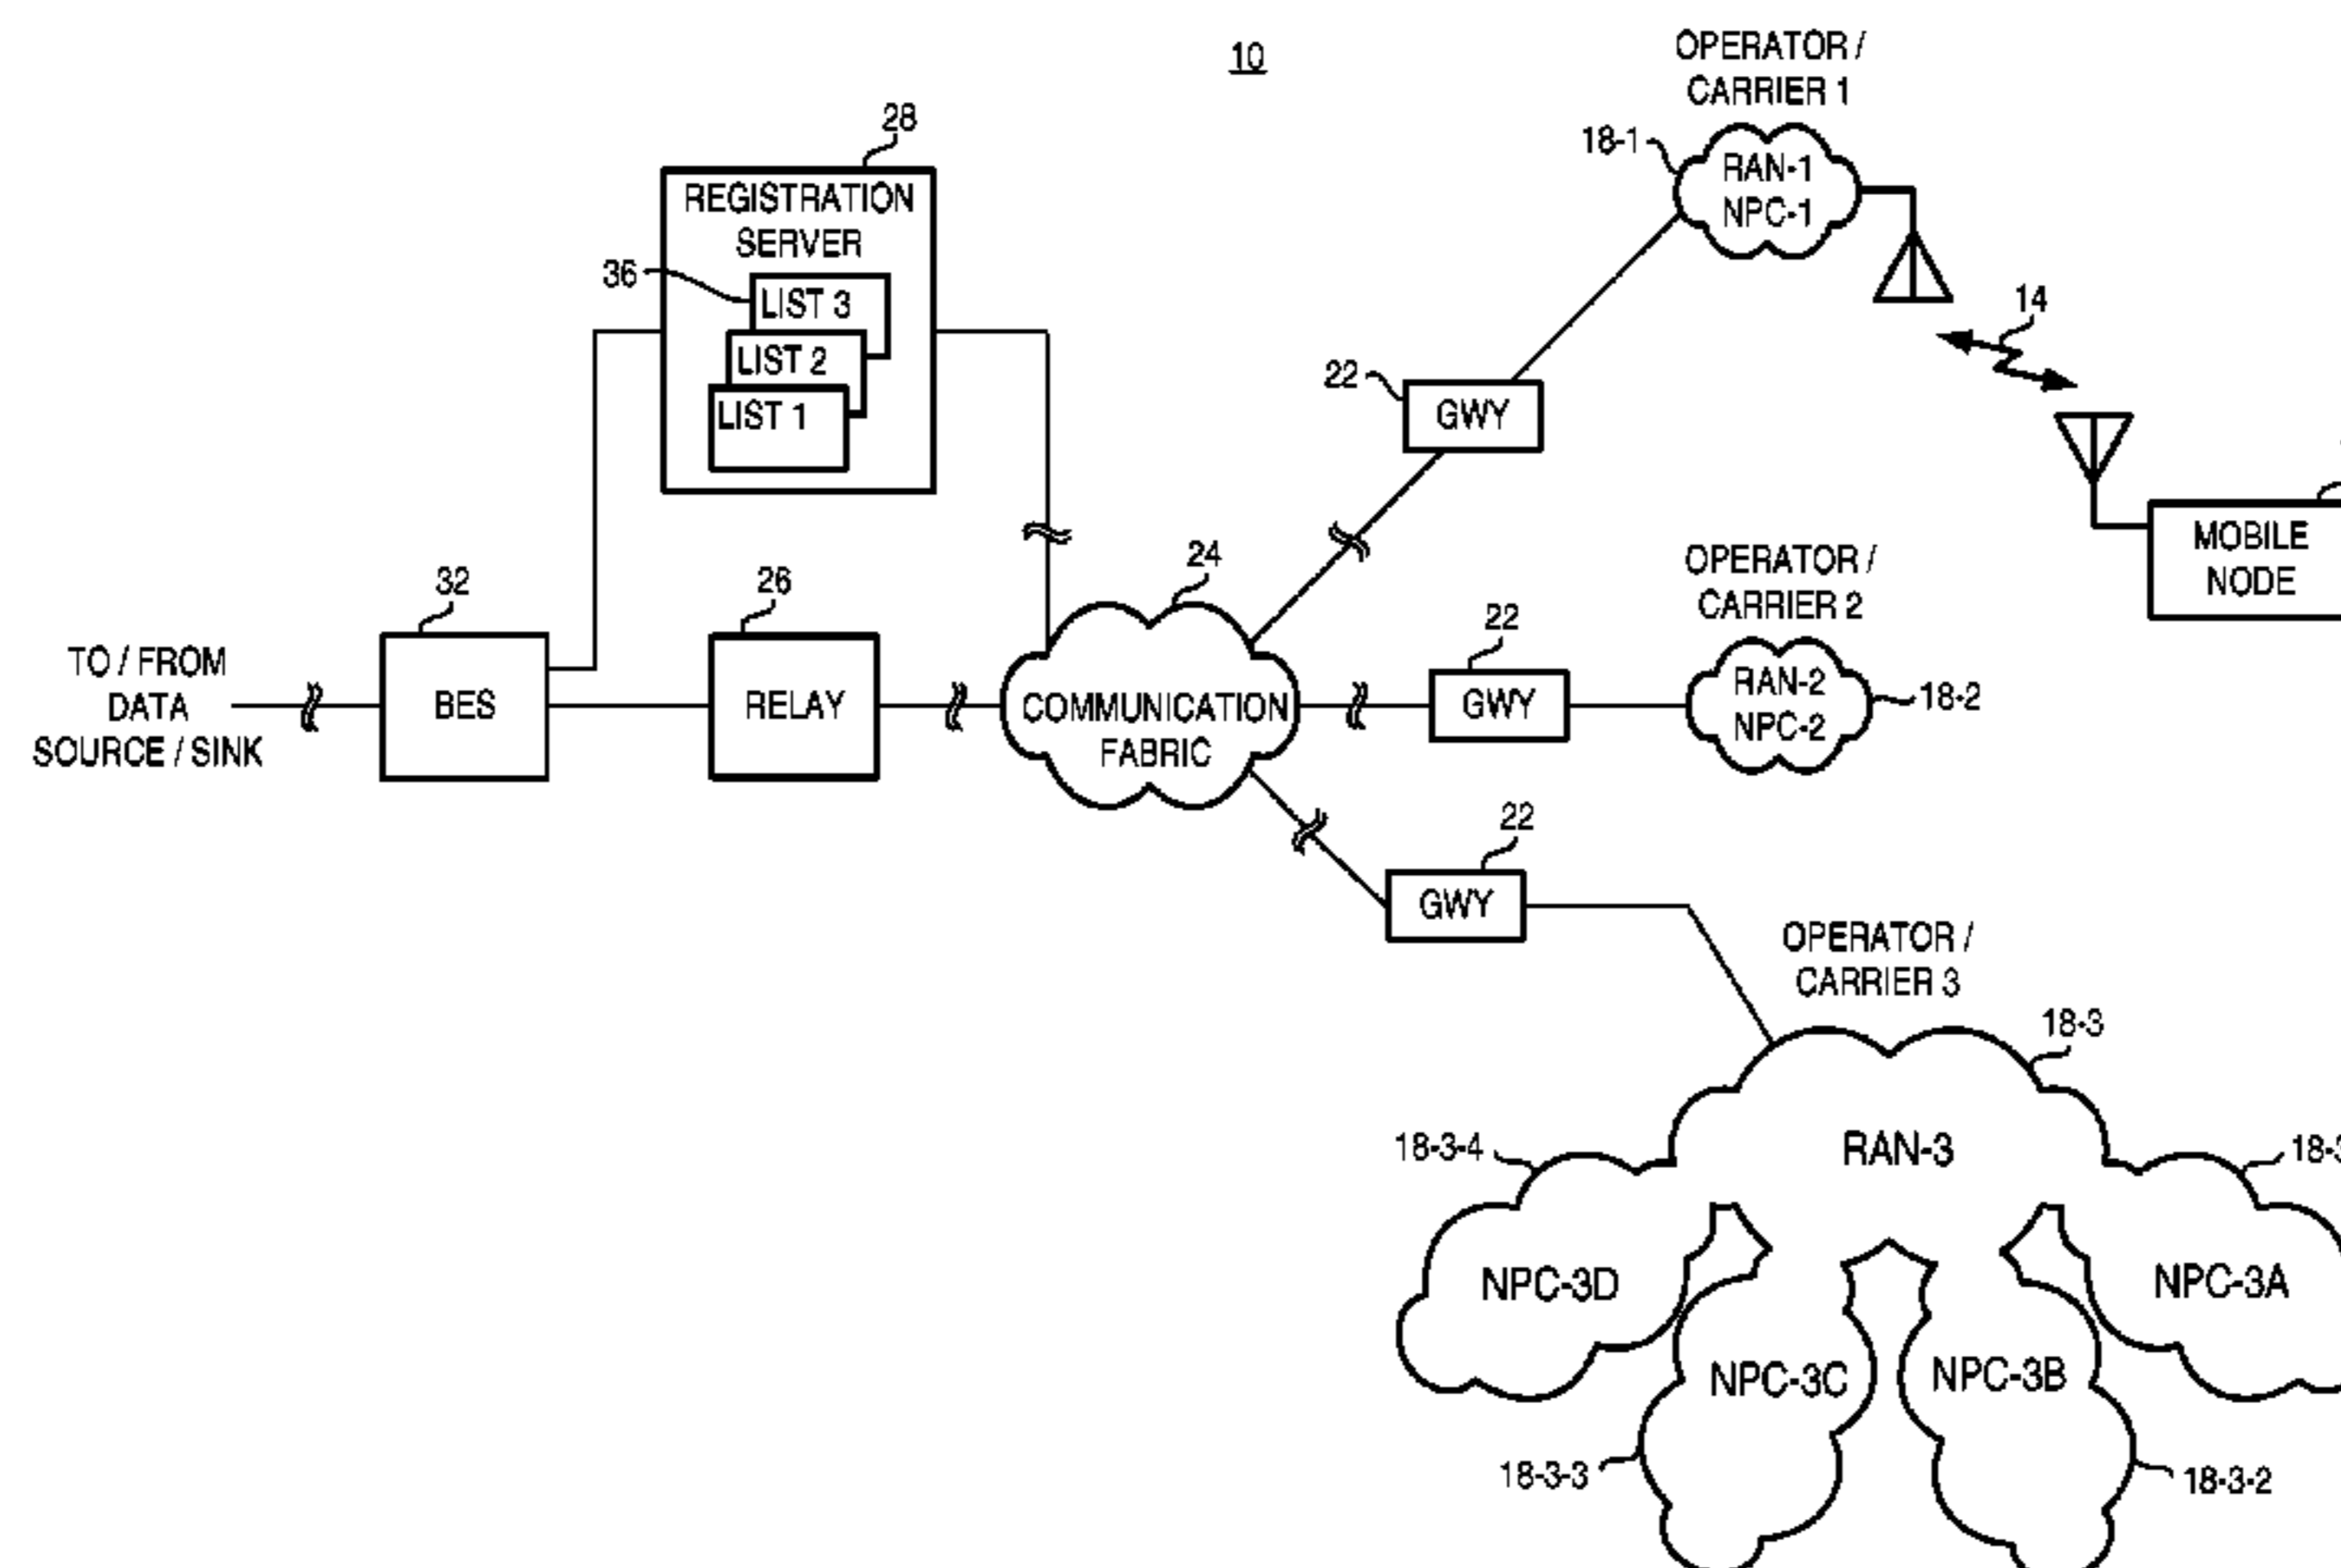 10
OPERATOR /
CARRIER 1
18-1
RAN-1
NPC-1
28
REGISTRATION
SERVER
36
LIST 3
LIST 2
LIST 1
14
22
GWY
MOBILE
NODE
24
COMMUNICATION
FABRIC
32
BES
26
RELAY
TO / FROM
DATA
SOURCE / SINK
22
GWY
OPERATOR /
CARRIER 2
RAN-2
NPC-2
18-2
22
GWY
OPERATOR /
CARRIER 3
18-3
RAN-3
18-3-4
NPC-3D
NPC-3C
NPC-3B
NPC-3A
18-3-3
18-3-2